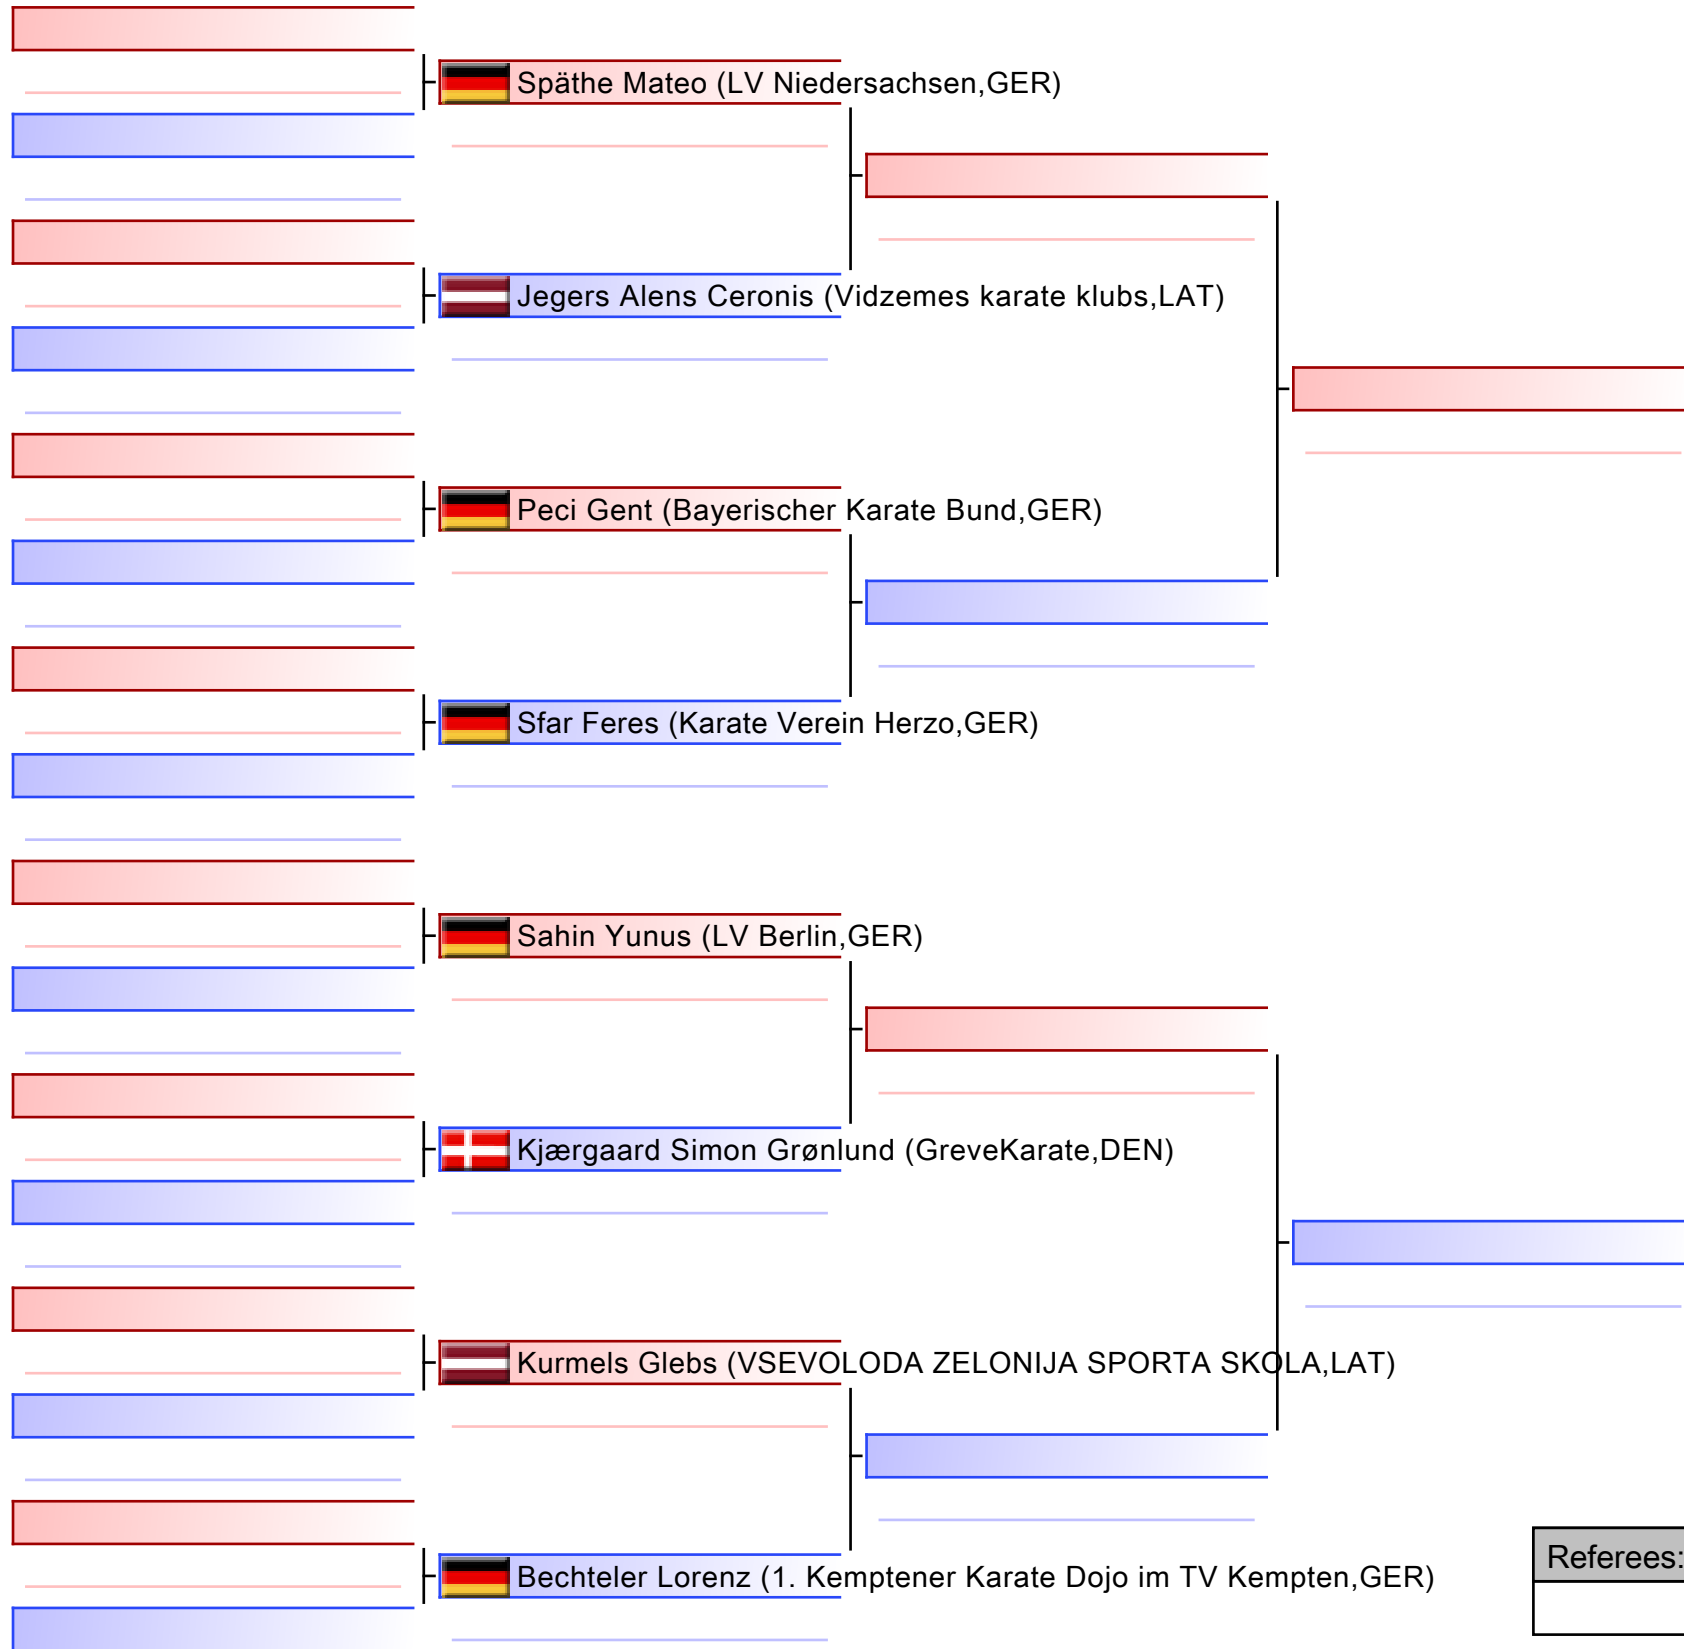 Späthe Mateo (LV Niedersachsen,GER)
Jegers Alens Ceronis (Vidzemes karate klubs,LAT)
Peci Gent (Bayerischer Karate Bund,GER)
Sfar Feres (Karate Verein Herzo,GER)
Sahin Yunus (LV Berlin,GER)
Kjærgaard Simon Grønlund (GreveKarate,DEN)
Kurmels Glebs (VSEVOLODA ZELONIJA SPORTA SKOLA,LAT)
Bechteler Lorenz (1. Kemptener Karate Dojo im TV Kempten,GER)
Referees: